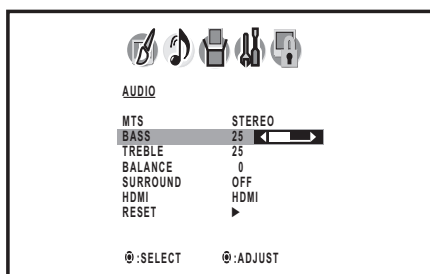 AUDIO
MTS STEREO
BASS 25
TREBLE 25
BALANCE 0
SURROUND OFF
HDMI HDMI
RESET
:SELECT :ADJUST